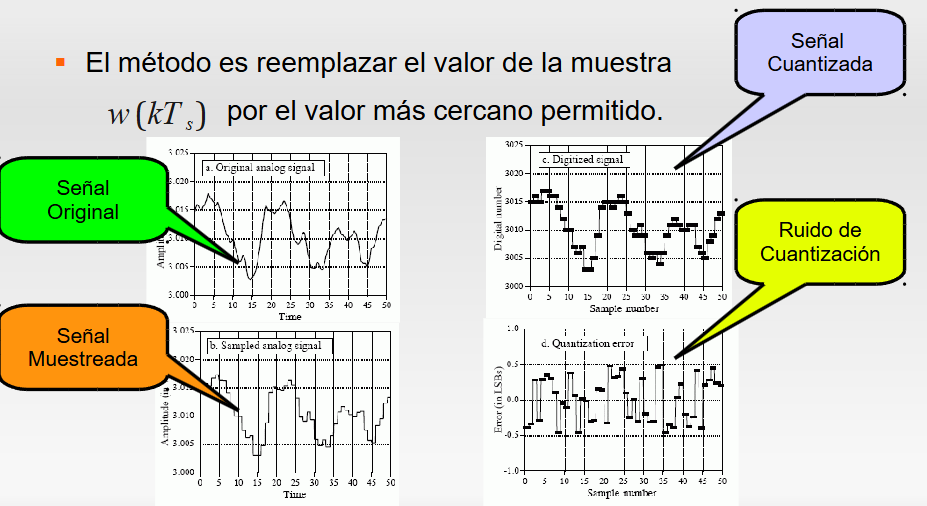 ▪ El método es reemplazar el valor de la muestra
w(kTs) por el valor más cercano permitido.
Señal
Cuantizada
Señal
Original
Señal
Muestreada
Ruido de
Cuantización
a. Original analog signal
3.025
3.020
3.015
3.010
3.005
3.000
0 5 10 15 20 25 30 35 40 45 50
Time
c. Digitized signal
Digital number
3025
3020
3015
3010
3005
3000
0 5 10 15 20 25 30 35 40 45 50
Sample number
b. Sampled analog signal
Amplitude (in
3.025
3.020
3.015
3.010
3.005
3.000
0 5 10 15 20 25 30 35 40 45 50
Time
d. Quantization error
Error (in LSBs)
1.0
0.5
0.0
-0.5
-1.0
0 5 10 15 20 25 30 35 40 45 50
Sample number